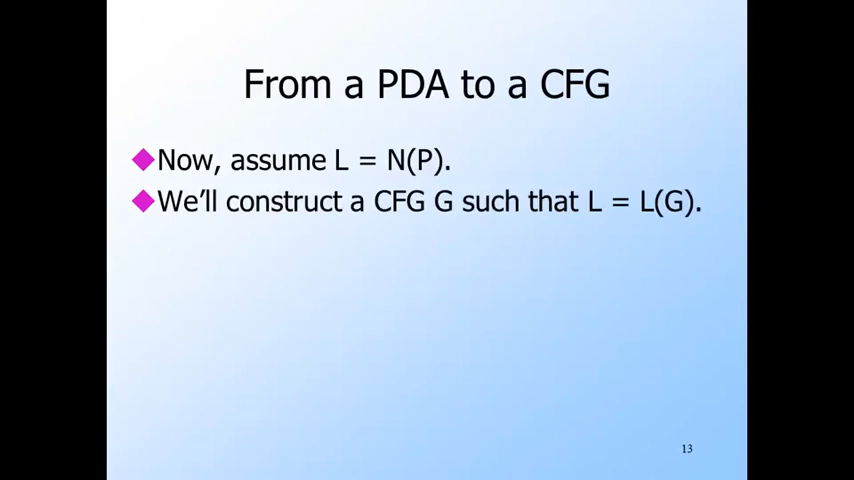 From a PDA to a CFG
Now, assume L = N(P).
We'll construct a CFG G such that L = L(G).
13